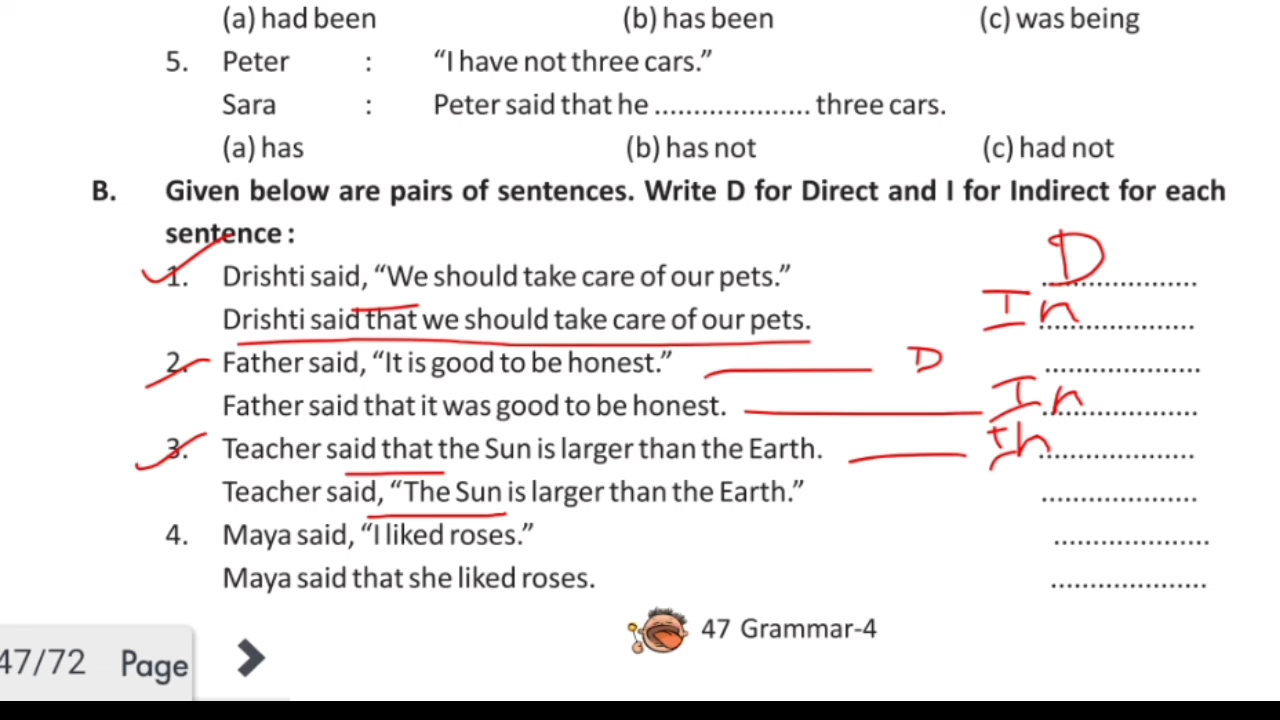 (a) had been (b) has been (c) was being
5. Peter : “I have not three cars.”
Sara : Peter said that he .................... three cars.
(a) has (b) has not (c) had not
B. Given below are pairs of sentences. Write D for Direct and I for Indirect for each
sentence :
1. Drishti said, “We should take care of our pets.” D ....................
Drishti said that we should take care of our pets. In ....................
2. Father said, “It is good to be honest.” D ....................
Father said that it was good to be honest. In ....................
3. Teacher said that the Sun is larger than the Earth. In ....................
Teacher said, “The Sun is larger than the Earth.” ....................
4. Maya said, “I liked roses.” ....................
Maya said that she liked roses. ....................
47 Grammar-4
47/72 Page